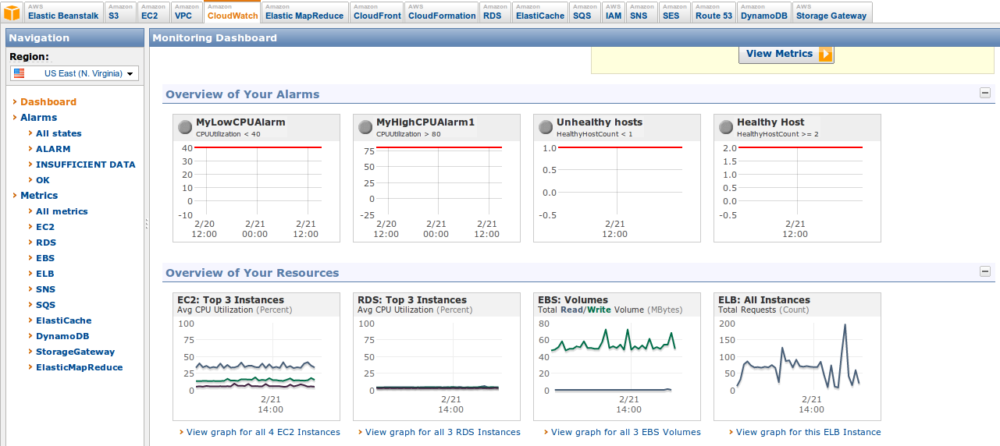 AWS Amazon Amazon Amazon Amazon Amazon Amazon AWS Amazon Amazon Amazon AWS Amazon Amazon Amazon Amazon AWS
Elastic Beanstalk S3 EC2 VPC CloudWatch Elastic MapReduce CloudFront CloudFormation RDS ElastiCache SQS IAM SNS SES Route 53 DynamoDB Storage Gateway
Navigation
Region:
US East (N. Virginia)
Dashboard
Alarms
All states
ALARM
INSUFFICIENT DATA
OK
Metrics
All metrics
EC2
RDS
EBS
ELB
SNS
SQS
ElastiCache
DynamoDB
StorageGateway
ElasticMapReduce
Monitoring Dashboard
View Metrics
Overview of Your Alarms
MyLowCPUAlarm
CPUUtilization < 40
40
30
20
10
0
-10
2/20 2/21 2/21
12:00 00:00 12:00
MyHighCPUAlarm1
CPUUtilization > 80
75
50
25
0
-25
2/20 2/21 2/21
12:00 00:00 12:00
Unhealthy hosts
HealthyHostCount < 1
1.0
0.5
0.0
-0.5
2/21
12:00
Healthy Host
HealthyHostCount >= 2
2.0
1.5
1.0
0.5
0.0
-0.5
2/21
12:00
Overview of Your Resources
EC2: Top 3 Instances
Avg CPU Utilization (Percent)
100
75
50
25
0
2/21
14:00
View graph for all 4 EC2 Instances
RDS: Top 3 Instances
Avg CPU Utilization (Percent)
100
75
50
25
0
2/21
14:00
View graph for all 3 RDS Instances
EBS: Volumes
Total Read/Write Volume (MBytes)
80
60
40
20
0
2/21
14:00
View graph for all 3 EBS Volumes
ELB: All Instances
Total Requests (Count)
200
150
100
50
0
2/21
14:00
View graph for this ELB Instance